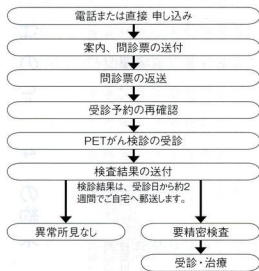 電話または直接 申し込み
案内、問診票の送付
問診票の返送
受診予約の再確認
PETがん検診の受診
検査結果の送付
検診結果は、受診日から約2
週間でご自宅へ郵送します。
異常所見なし
要精密検査
受診・治療